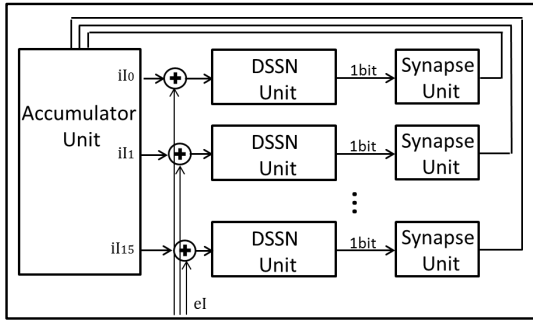 iI0
DSSN
Unit
1bit
Synapse
Unit
Accumulator
Unit
iI1
DSSN
Unit
1bit
Synapse
Unit
iI15
DSSN
Unit
1bit
Synapse
Unit
eI